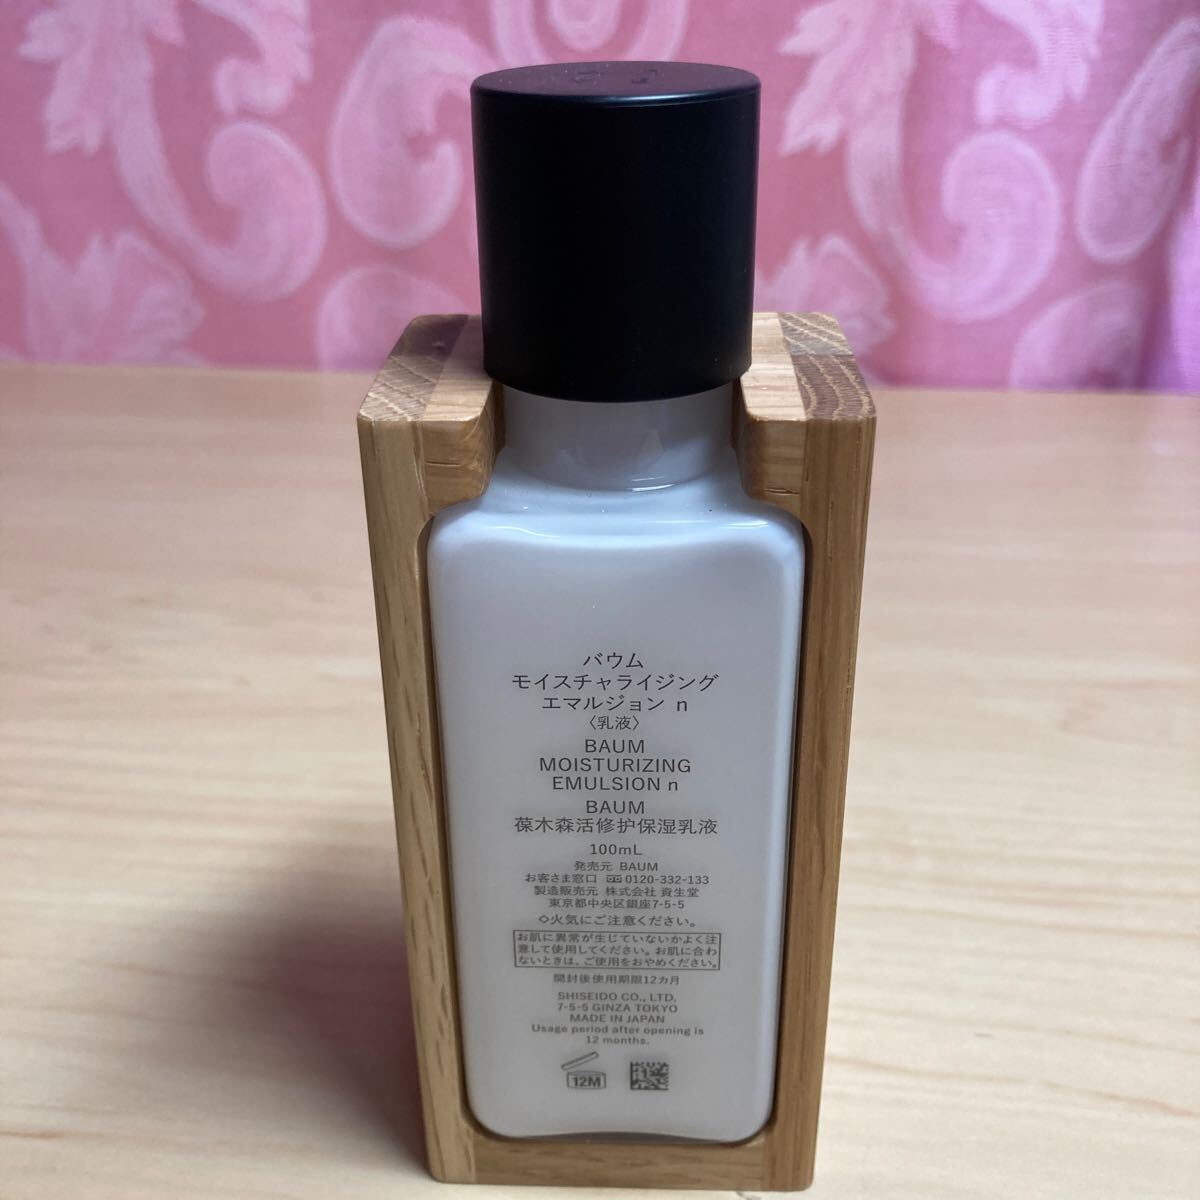 バウム
モイスチャライジング
エマルジョン n
〈乳液〉
BAUM
MOISTURIZING
EMULSION n
BAUM
葆木森活修护保湿乳液
100mL
発売元 BAUM
お客さま窓口 0120-332-133
製造販売元 株式会社 資生堂
東京都中央区銀座7-5-5
◇火気にご注意ください。
お肌に異常が生じていないかよく注
意して使用してください。お肌に合わ
ないときは、ご使用をおやめください。
開封後使用期限12カ月
SHISEIDO CO., LTD.
7-5-5 GINZA TOKYO
MADE IN JAPAN
Usage period after opening is
12 months.
12M